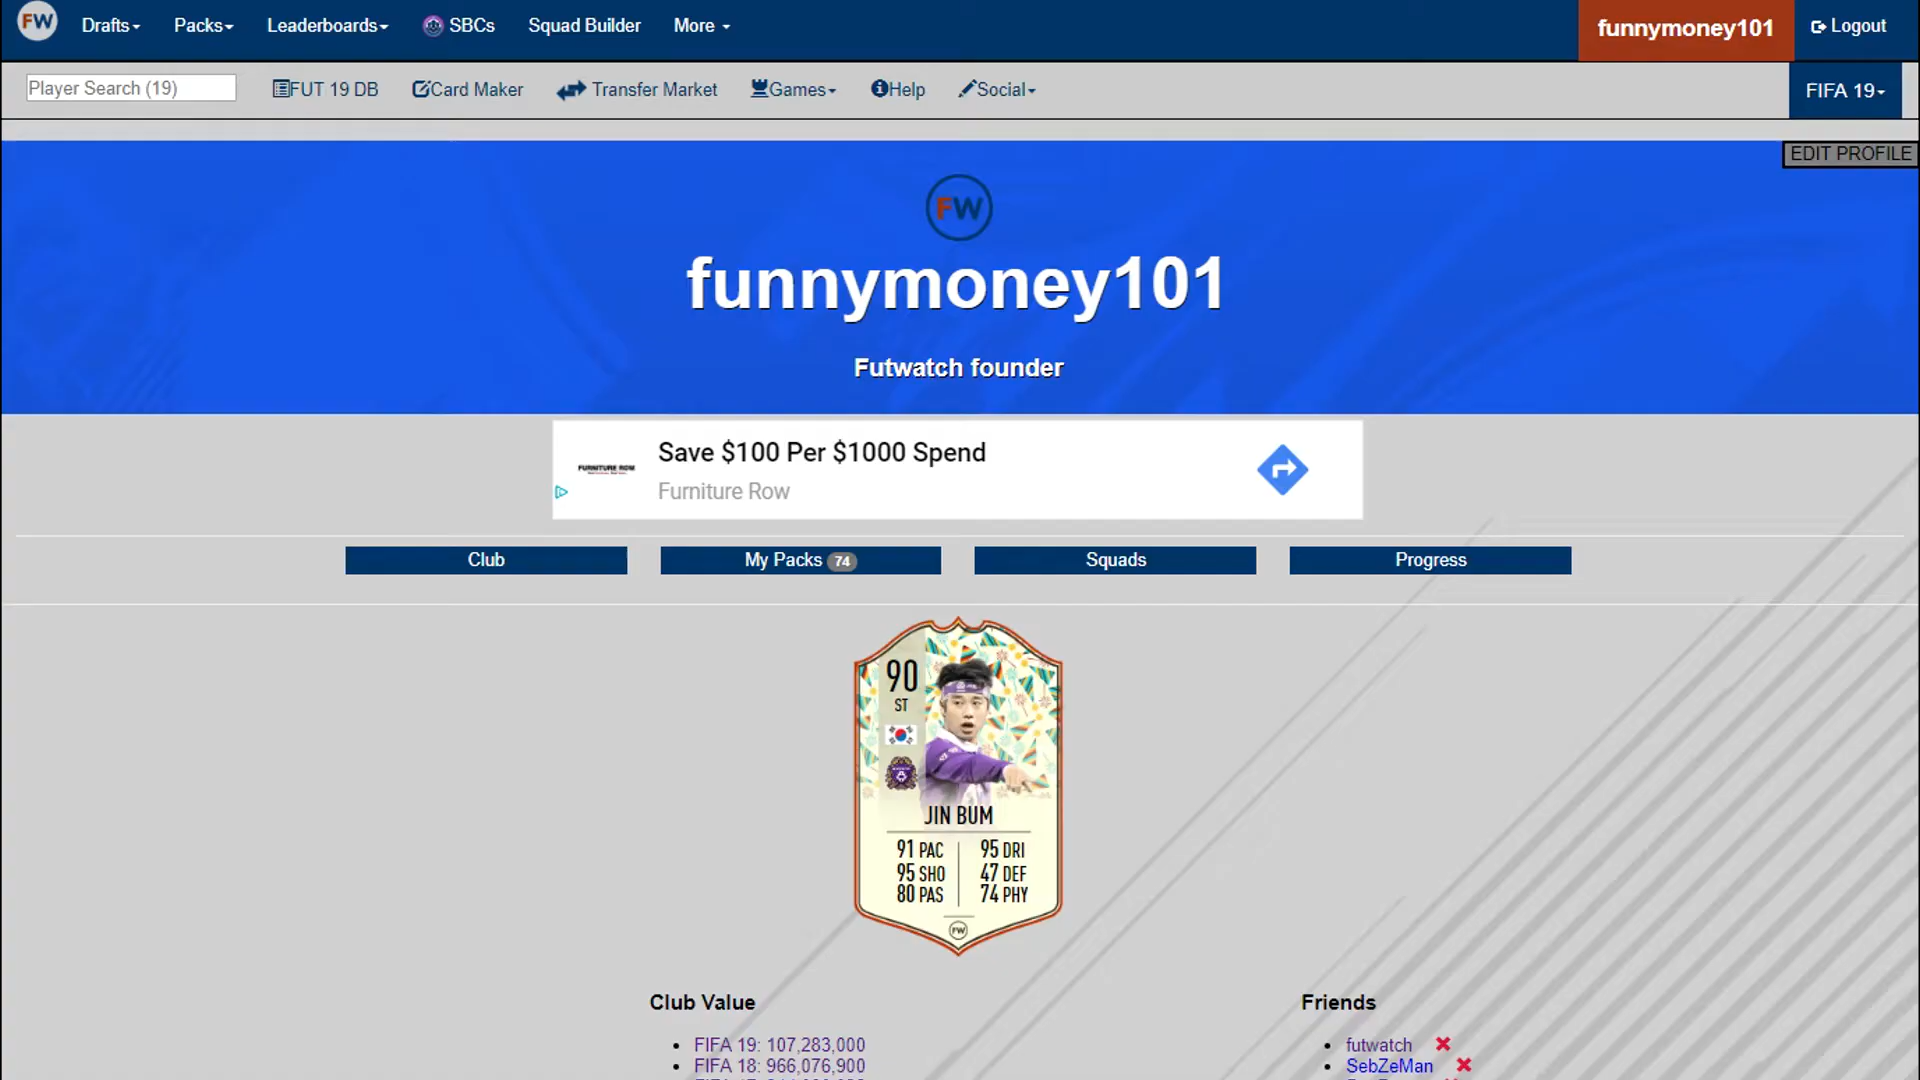 FW Drafts Packs Leaderboards SBCs Squad Builder More funnymoney101 Logout
Player Search (19) FUT 19 DB Card Maker Transfer Market Games Help Social FIFA 19
EDIT PROFILE
FW
funnymoney101
Futwatch founder
FURNITURE ROW
Save $100 Per $1000 Spend
Furniture Row
Club My Packs 74 Squads Progress
90
ST
JIN BUM
91 PAC 95 DRI
95 SHO 47 DEF
80 PAS 74 PHY
FW
Club Value
FIFA 19: 107,283,000
FIFA 18: 966,076,900
Friends
futwatch
SebZeMan